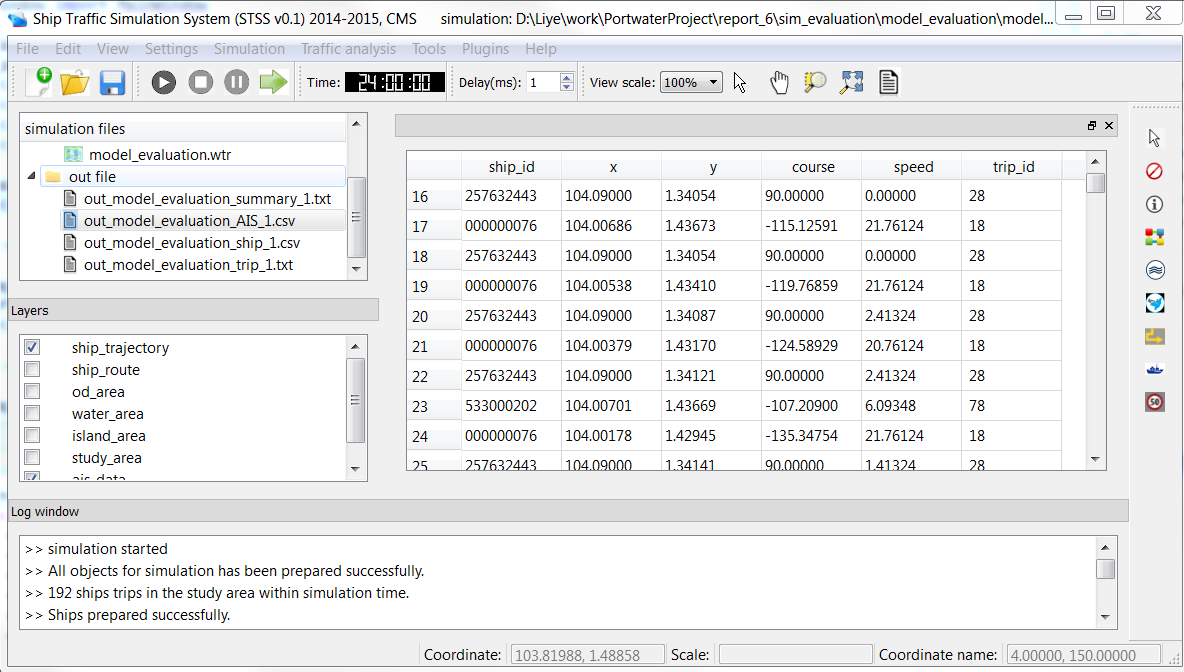 Ship Traffic Simulation System (STSS v0.1) 2014-2015, CMS simulation: D:\Liye\work\PortwaterProject\report_6\sim_evaluation\model_evaluation\model...
File Edit View Settings Simulation Traffic analysis Tools Plugins Help
Time: 24:00:00 Delay(ms): 1 View scale: 100%
simulation files
model_evaluation.wtr
out file
out_model_evaluation_summary_1.txt
out_model_evaluation_AIS_1.csv
out_model_evaluation_ship_1.csv
out_model_evaluation_trip_1.txt
Layers
ship_trajectory
ship_route
od_area
water_area
island_area
study_area
ais_data
ship_id x y course speed trip_id
16 257632443 104.09000 1.34054 90.00000 0.00000 28
17 000000076 104.00686 1.43673 -115.12591 21.76124 18
18 257632443 104.09000 1.34054 90.00000 0.00000 28
19 000000076 104.00538 1.43410 -119.76859 21.76124 18
20 257632443 104.09000 1.34087 90.00000 2.41324 28
21 000000076 104.00379 1.43170 -124.58929 20.76124 18
22 257632443 104.09000 1.34121 90.00000 2.41324 28
23 533000202 104.00701 1.43669 -107.20900 6.09348 78
24 000000076 104.00178 1.42945 -135.34754 21.76124 18
25 257632443 104.09000 1.34141 90.00000 1.41324 28
50
Log window
>> simulation started
>> All objects for simulation has been prepared successfully.
>> 192 ships trips in the study area within simulation time.
>> Ships prepared successfully.
Coordinate: 103.81988, 1.48858 Scale: Coordinate name: 4.00000, 150.00000